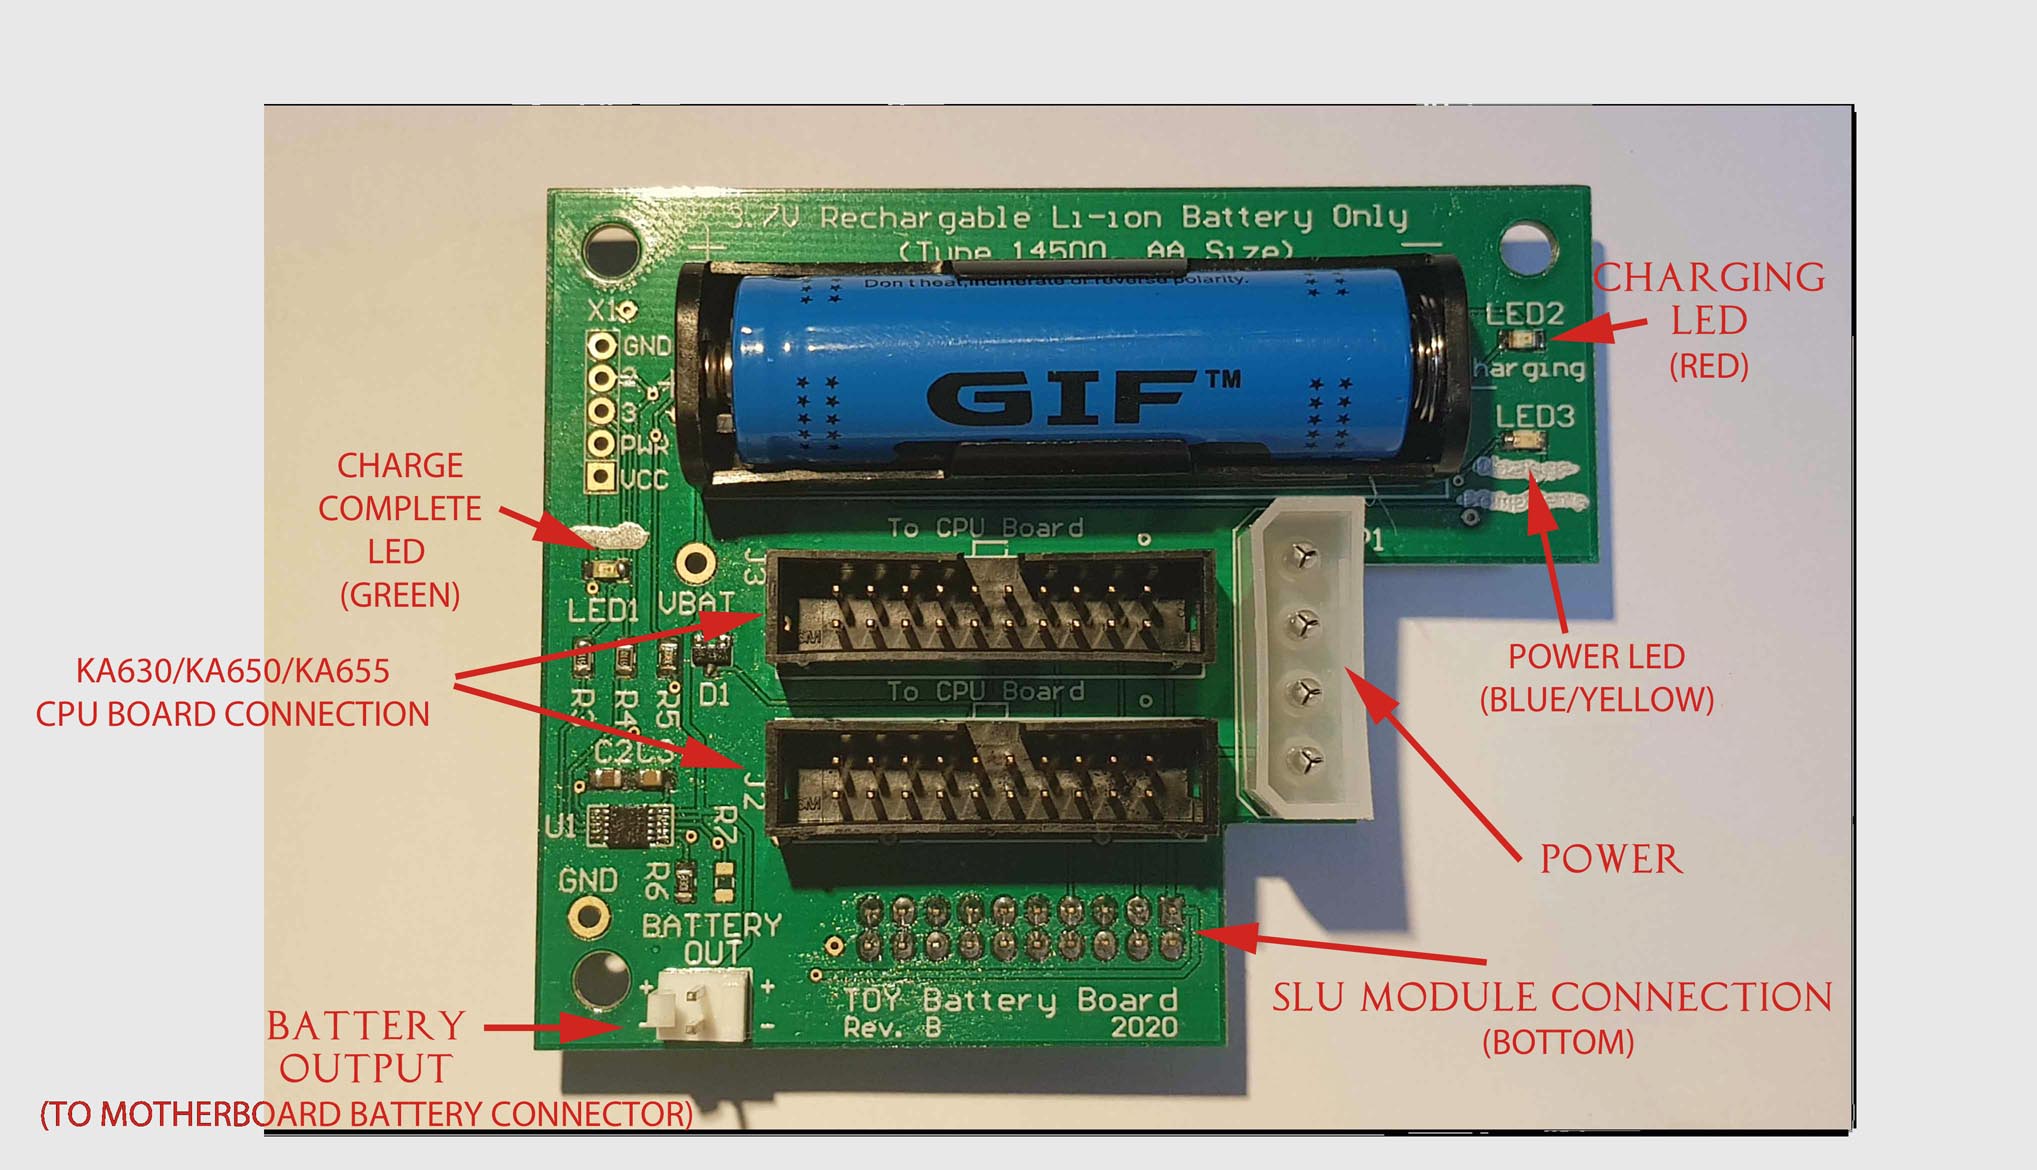 3.7V Rechargable Li-ion Battery Only
(Type 14500, AA Size)
+ −
Don't heat, incinerate or reverse polarity.
GIF™
X1
GND
3
PWR
VCC
LED2
harging
LED3
CHARGING
LED
(RED)
CHARGE
COMPLETE
LED
(GREEN)
LED1
VBAT
To CPU Board
J3
P1
KA630/KA650/KA655
CPU BOARD CONNECTION
R4
R5
D1
To CPU Board
J2
POWER LED
(BLUE/YELLOW)
C2 C3
U1
R7
R6
POWER
GND
BATTERY
OUT
+ +
− −
TOY Battery Board
Rev. B 2020
SLU MODULE CONNECTION
(BOTTOM)
BATTERY
OUTPUT
(TO MOTHERBOARD BATTERY CONNECTOR)